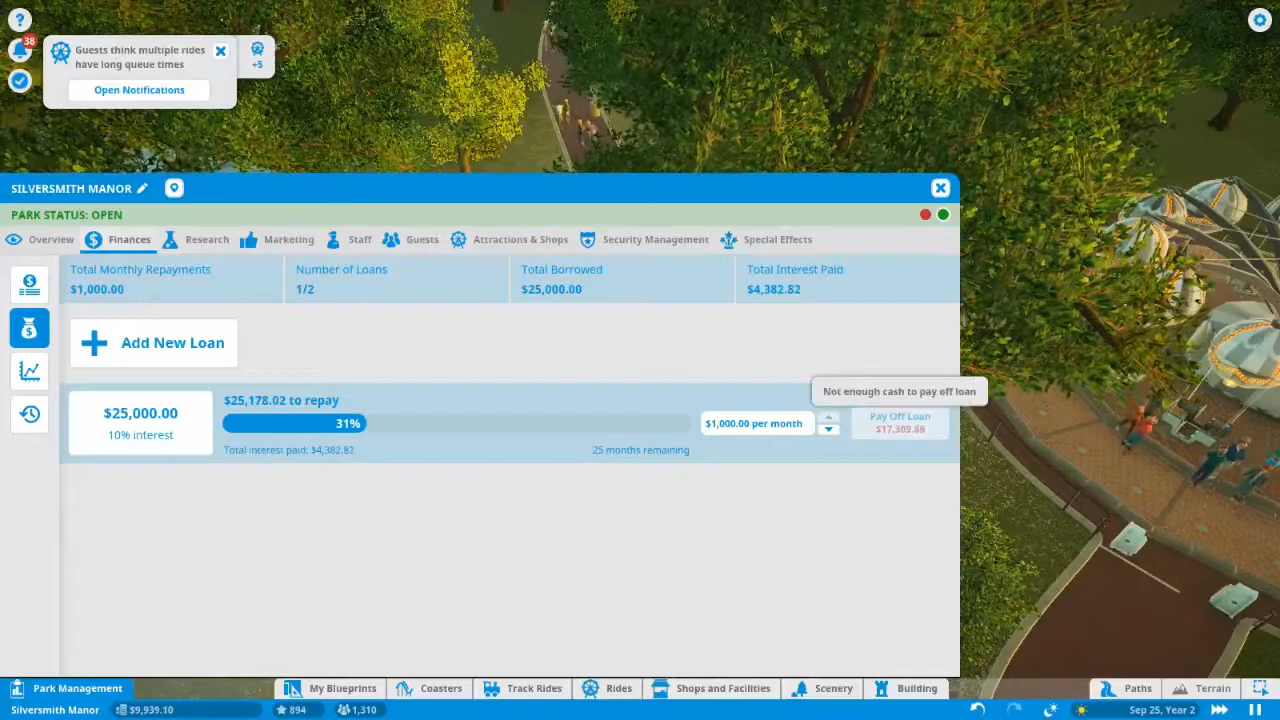 ?
38
Guests think multiple rides
have long queue times
+5
Open Notifications
SILVERSMITH MANOR
PARK STATUS: OPEN
Overview
Finances
Research
Marketing
Staff
Guests
Attractions & Shops
Security Management
Special Effects
Total Monthly Repayments
$1,000.00
Number of Loans
1/2
Total Borrowed
$25,000.00
Total Interest Paid
$4,382.82
Add New Loan
Not enough cash to pay off loan
$25,000.00
10% interest
$25,178.02 to repay
31%
Total interest paid: $4,382.82
25 months remaining
$1,000.00 per month
Pay Off Loan
$17,309.89
Park Management
My Blueprints
Coasters
Track Rides
Rides
Shops and Facilities
Scenery
Building
Paths
Terrain
Silversmith Manor
$9,939.10
894
1,310
Sep 25, Year 2